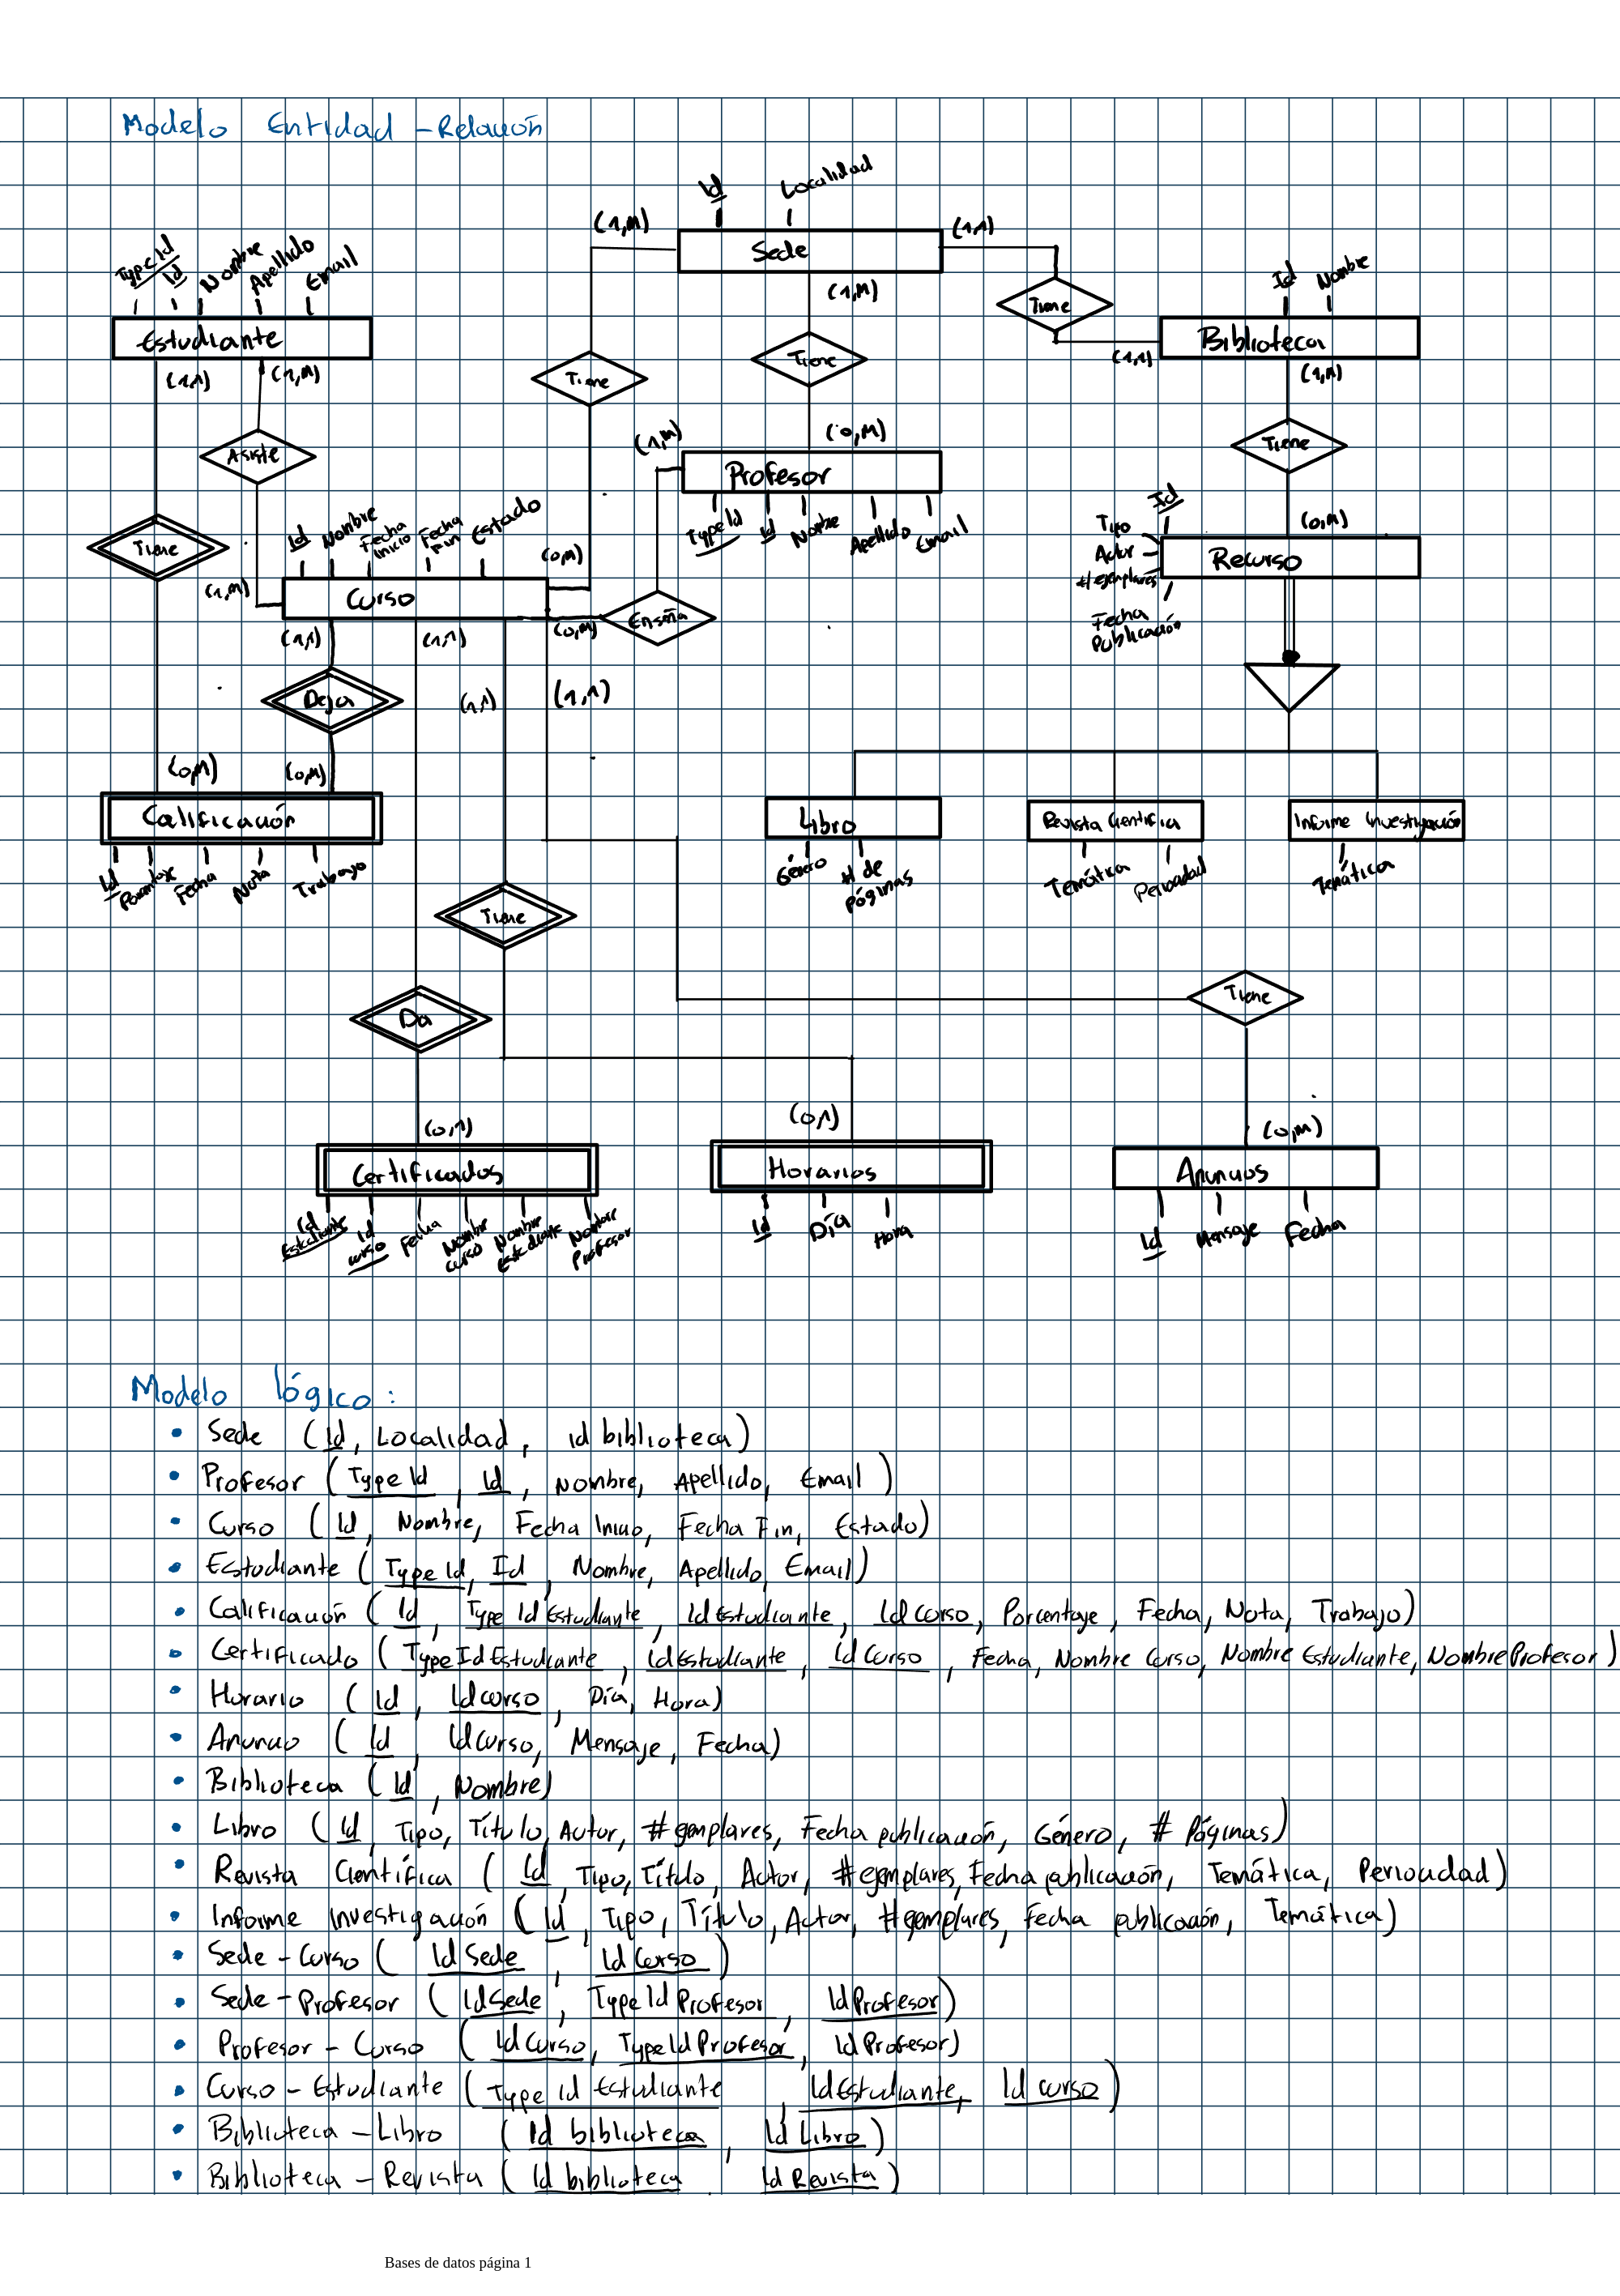 Modelo Entidad - Relación
Id Localidad
(1,M) Sede (1,1)
(1,M)
Type Id Id Nombre Apellido Email
Estudiante
(1,1) (1,M)
Tiene
Id Nombre
Biblioteca
(1,1) (1,M)
Tiene
Tiene
Asiste
(1,M) (0,M)
Profesor
Type Id Id Nombre Apellido Email
Tiene
Id
Tipo
Actor
#ejemplares
Fecha Publicación
(0,M)
Recurso
Tiene
Id Nombre Fecha Inicio Fecha Fin Estado
(0,M)
(1,M) Curso
(0,M) Enseña
(1,1) (1,1)
Deja
(1,1) (1,1)
(0,M) (0,M)
Calificación
Id Porcentaje Fecha Nota Trabajo
Libro
Género # de páginas
Revista Cientifia
Temática Periocidad
Informe Investigación
Temática
Tiene
Tiene
Da
(0,1)
Certificados
Id Estudiante Id curso Fecha Nombre curso Nombre estudiante Nombre Profesor
(0,1)
Horarios
Id Día Hora
(0,M)
Anuncios
Id Mensaje Fecha
Modelo lógico:
• Sede (Id, Localidad, id biblioteca)
• Profesor (Type Id, Id, Nombre, Apellido, Email)
• Curso (Id, Nombre, Fecha Inicio, Fecha Fin, Estado)
• Estudiante (Type Id, Id, Nombre, Apellido, Email)
• Calificación (Id, Type Id Estudiante, Id Estudiante, Id Curso, Porcentaje, Fecha, Nota, Trabajo)
• Certificado (Type Id Estudiante, Id Estudiante, Id Curso, Fecha, Nombre Curso, Nombre Estudiante, Nombre Profesor)
• Horario (Id, Id curso, Día, Hora)
• Anuncio (Id, Id Curso, Mensaje, Fecha)
• Biblioteca (Id, Nombre)
• Libro (Id, Tipo, Título, Autor, #ejmplares, Fecha publicación, Género, # Páginas)
• Revista Científica (Id, Tipo, Título, Actor, #ejemplares, Fecha publicación, Temática, Periocidad)
• Informe Investigación (Id, Tipo, Título, Actor, #ejemplares, Fecha publicación, Temática)
• Sede - Curso (Id Sede, Id Curso)
• Sede - Profesor (Id Sede, Type Id Profesor, Id Profesor)
• Profesor - Curso (Id Curso, Type Id Profesor, Id Profesor)
• Curso - Estudiante (Type Id Estudiante, Id Estudiante, Id curso)
• Biblioteca - Libro (Id biblioteca, Id Libro)
• Biblioteca - Revista (Id biblioteca Id Revista)
Bases de datos página 1